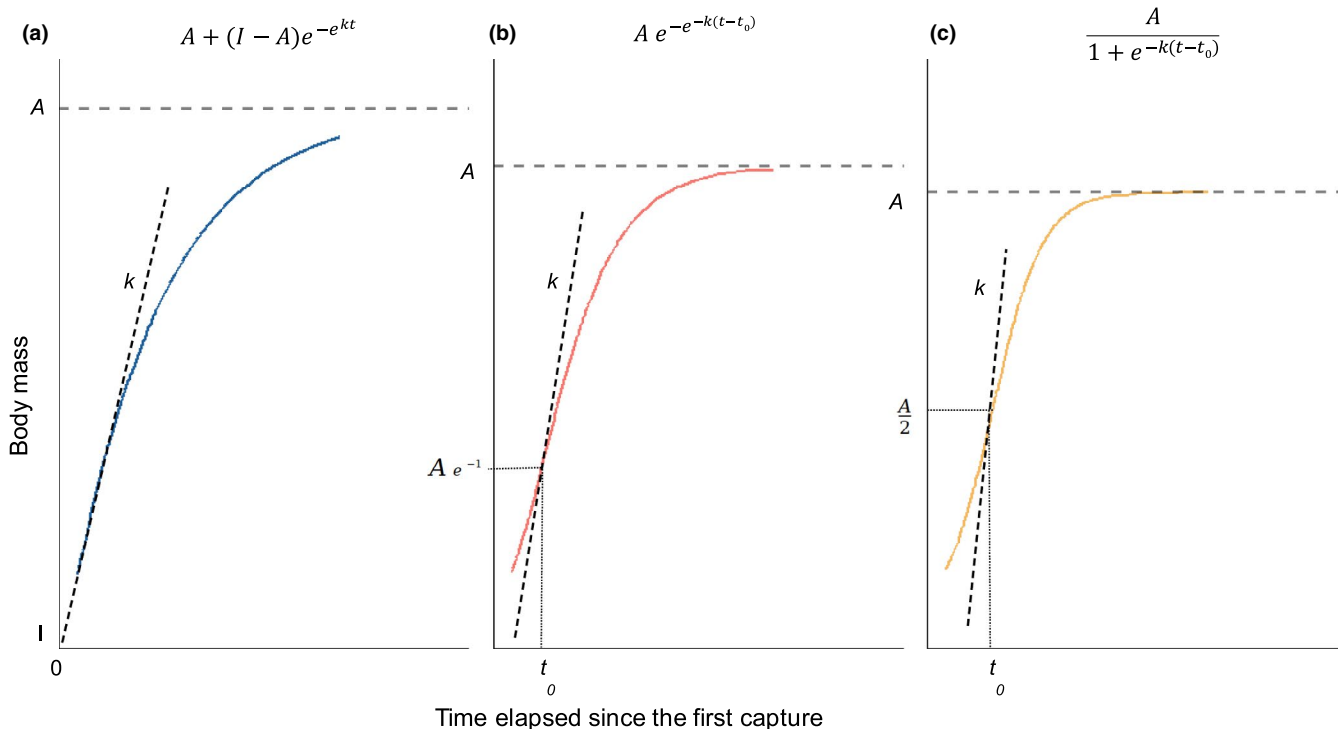 (a) A + (I − A)e^{−e^{kt}}
A
k
Body mass
I
0
(b) A e^{−e^{−k(t−t_0)}}
A
k
A e^{−1}
t_0
(c) A / (1 + e^{−k(t−t_0)})
A
k
A/2
t_0
Time elapsed since the first capture